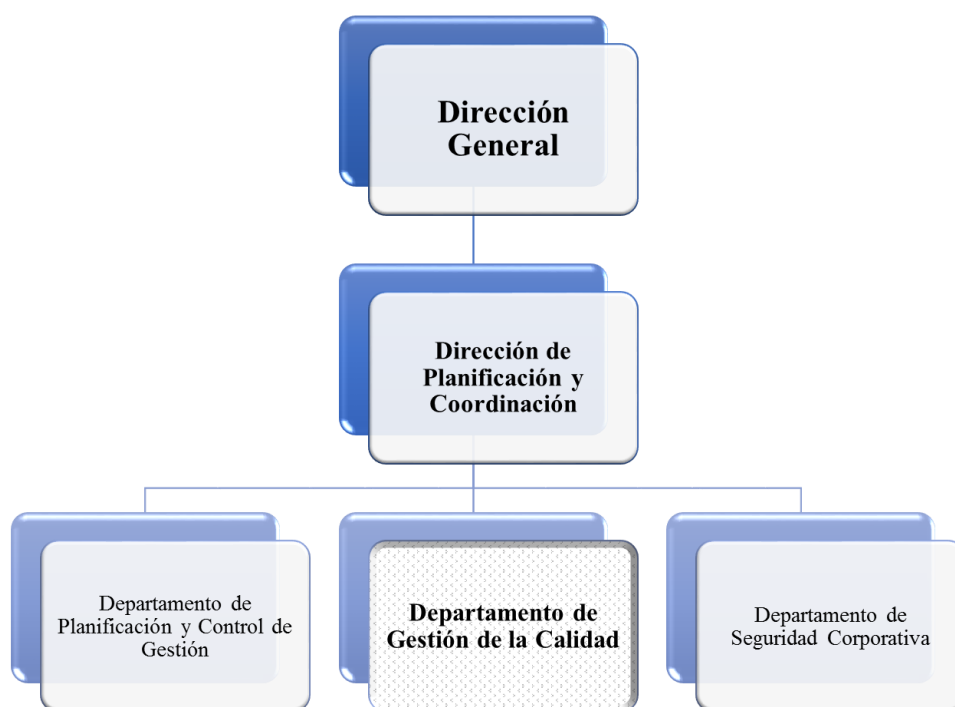 Dirección
General
Dirección de
Planificación y
Coordinación
Departamento de
Planificación y Control de
Gestión
Departamento de
Gestión de la Calidad
Departamento de
Seguridad Corporativa